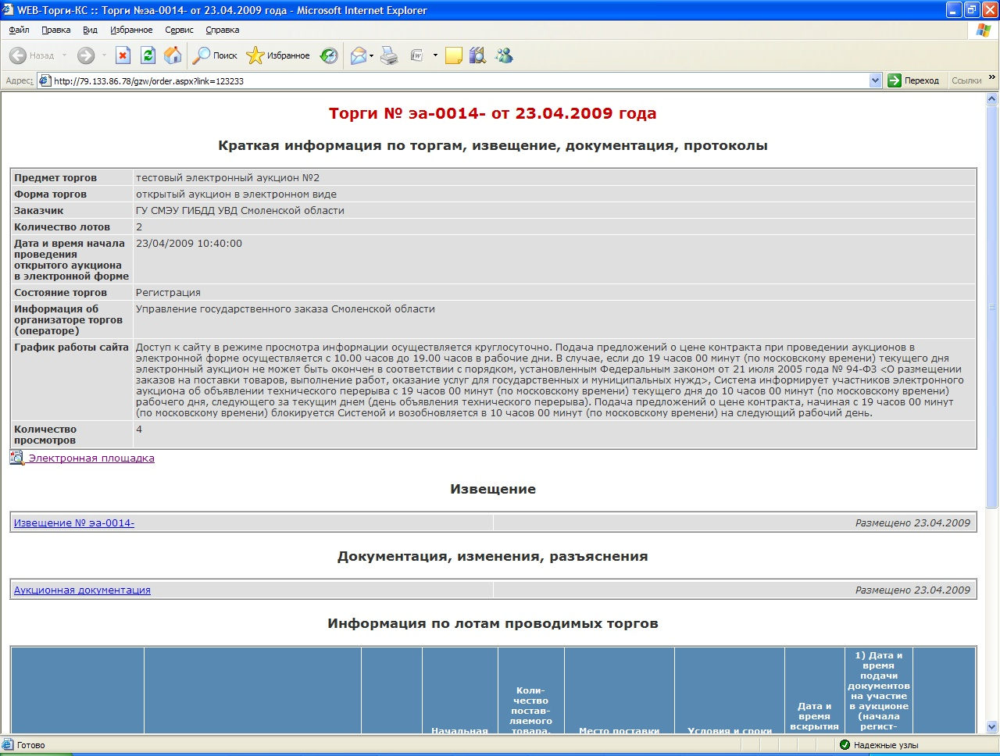 WEB-Торги-КС :: Торги №эа-0014- от 23.04.2009 года - Microsoft Internet Explorer
Файл Правка Вид Избранное Сервис Справка
Назад Поиск Избранное
Адрес: http://79.133.86.78/gzw/order.aspx?link=123233 Переход Ссылки »
Торги № эа-0014- от 23.04.2009 года
Краткая информация по торгам, извещение, документация, протоколы
Предмет торгов тестовый электронный аукцион №2
Форма торгов открытый аукцион в электронном виде
Заказчик ГУ СМЭУ ГИБДД УВД Смоленской области
Количество лотов 2
Дата и время начала 23/04/2009 10:40:00
проведения
открытого аукциона
в электронной форме
Состояние торгов Регистрация
Информация об Управление государственного заказа Смоленской области
организаторе торгов
(операторе)
График работы сайта Доступ к сайту в режиме просмотра информации осуществляется круглосуточно. Подача предложений о цене контракта при проведении аукционов в
электронной форме осуществляется с 10.00 часов до 19.00 часов в рабочие дни. В случае, если до 19 часов 00 минут (по московскому времени) текущего дня
электронный аукцион не может быть окончен в соответствии с порядком, установленным Федеральным законом от 21 июля 2005 года № 94-ФЗ <О размещении
заказов на поставки товаров, выполнение работ, оказание услуг для государственных и муниципальных нужд>, Система информирует участников электронного
аукциона об объявлении технического перерыва с 19 часов 00 минут (по московскому времени) текущего дня до 10 часов 00 минут (по московскому времени)
рабочего дня, следующего за текущим днем (день объявления технического перерыва). Подача предложений о цене контракта, начиная с 19 часов 00 минут
(по московскому времени) блокируется Системой и возобновляется в 10 часов 00 минут (по московскому времени) на следующий рабочий день.
Количество 4
просмотров
Электронная площадка
Извещение
Извещение № эа-0014- Размещено 23.04.2009
Документация, изменения, разъяснения
Аукционная документация Размещено 23.04.2009
Информация по лотам проводимых торгов
Начальная
Коли-
чество
постав-
ляемого
товара
Место поставки
Условия и сроки
Дата и
время
вскрытия
1) Дата и
время
подачи
документов
на участие
в аукционе
(начала
регист-
Готово Надежные узлы